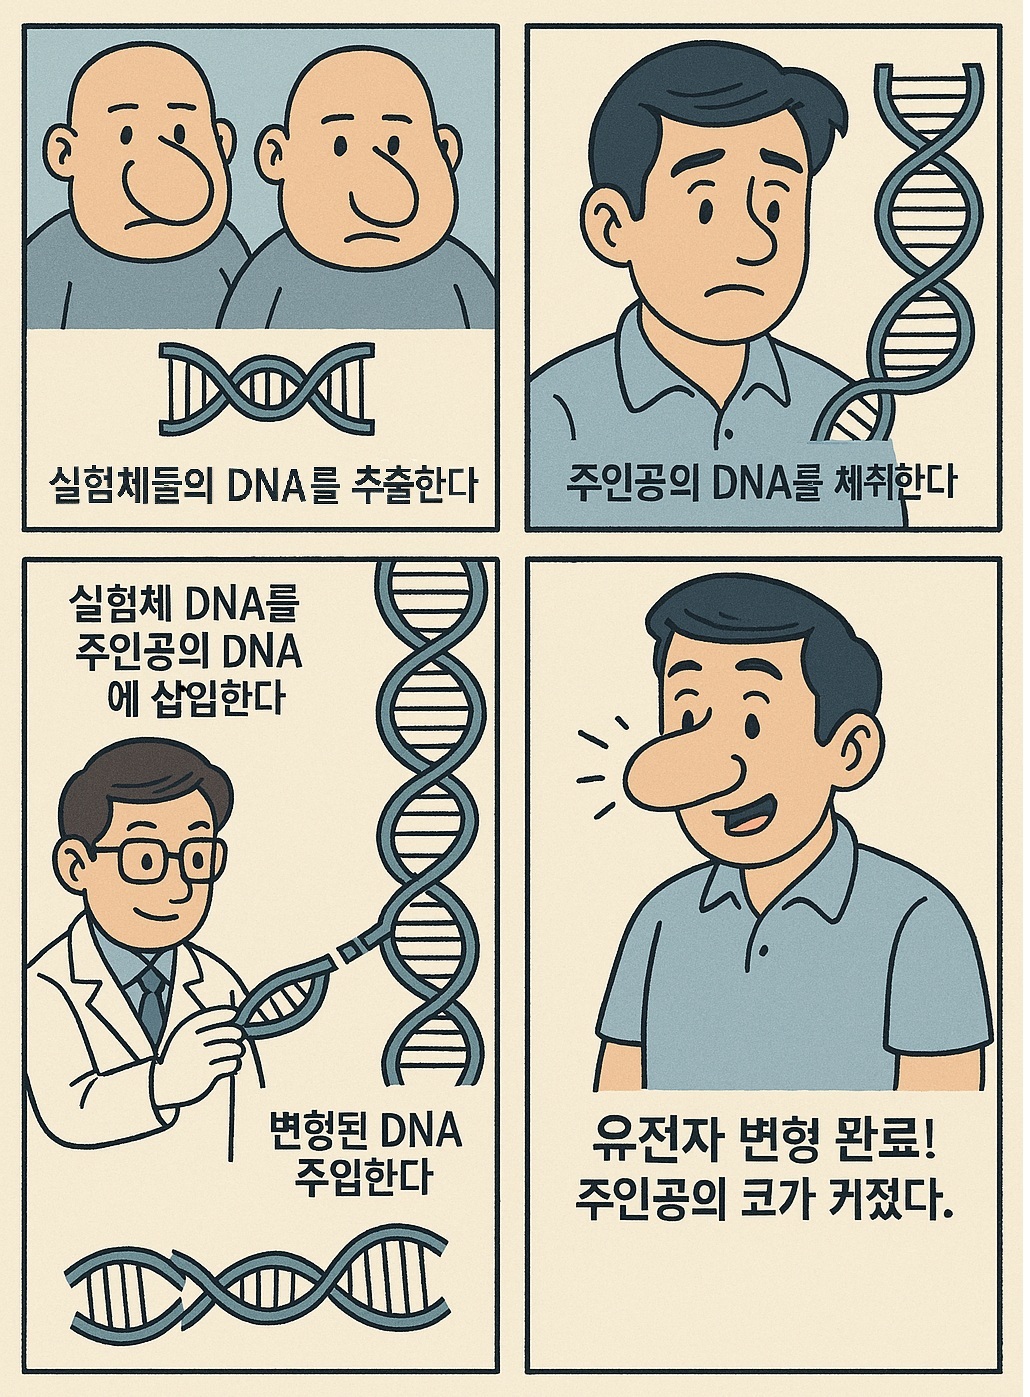 실험체들의 DNA를 추출한다
주인공의 DNA를 체취한다
실험체 DNA를
주인공의 DNA
에 삽입한다
변형된 DNA
주입한다
유전자 변형 완료!
주인공의 코가 커졌다.